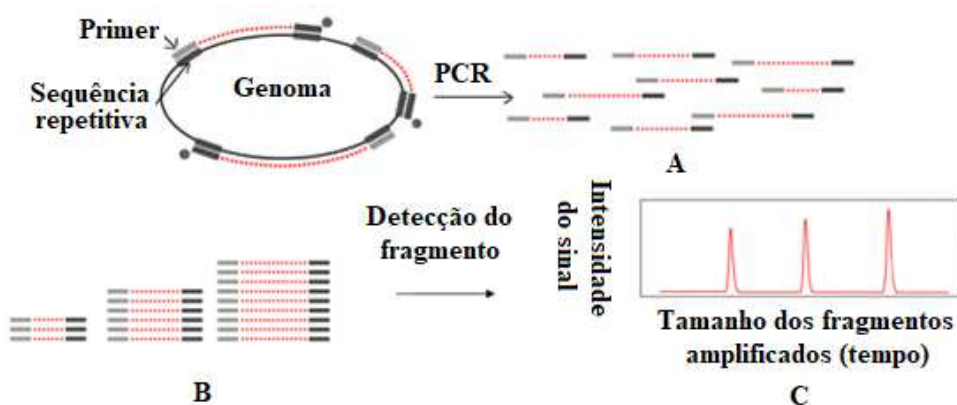 Primer
Sequência
repetitiva
Genoma
PCR
A
Detecção do
fragmento
B
Intensidade
do sinal
Tamanho dos fragmentos
amplificados (tempo)
C